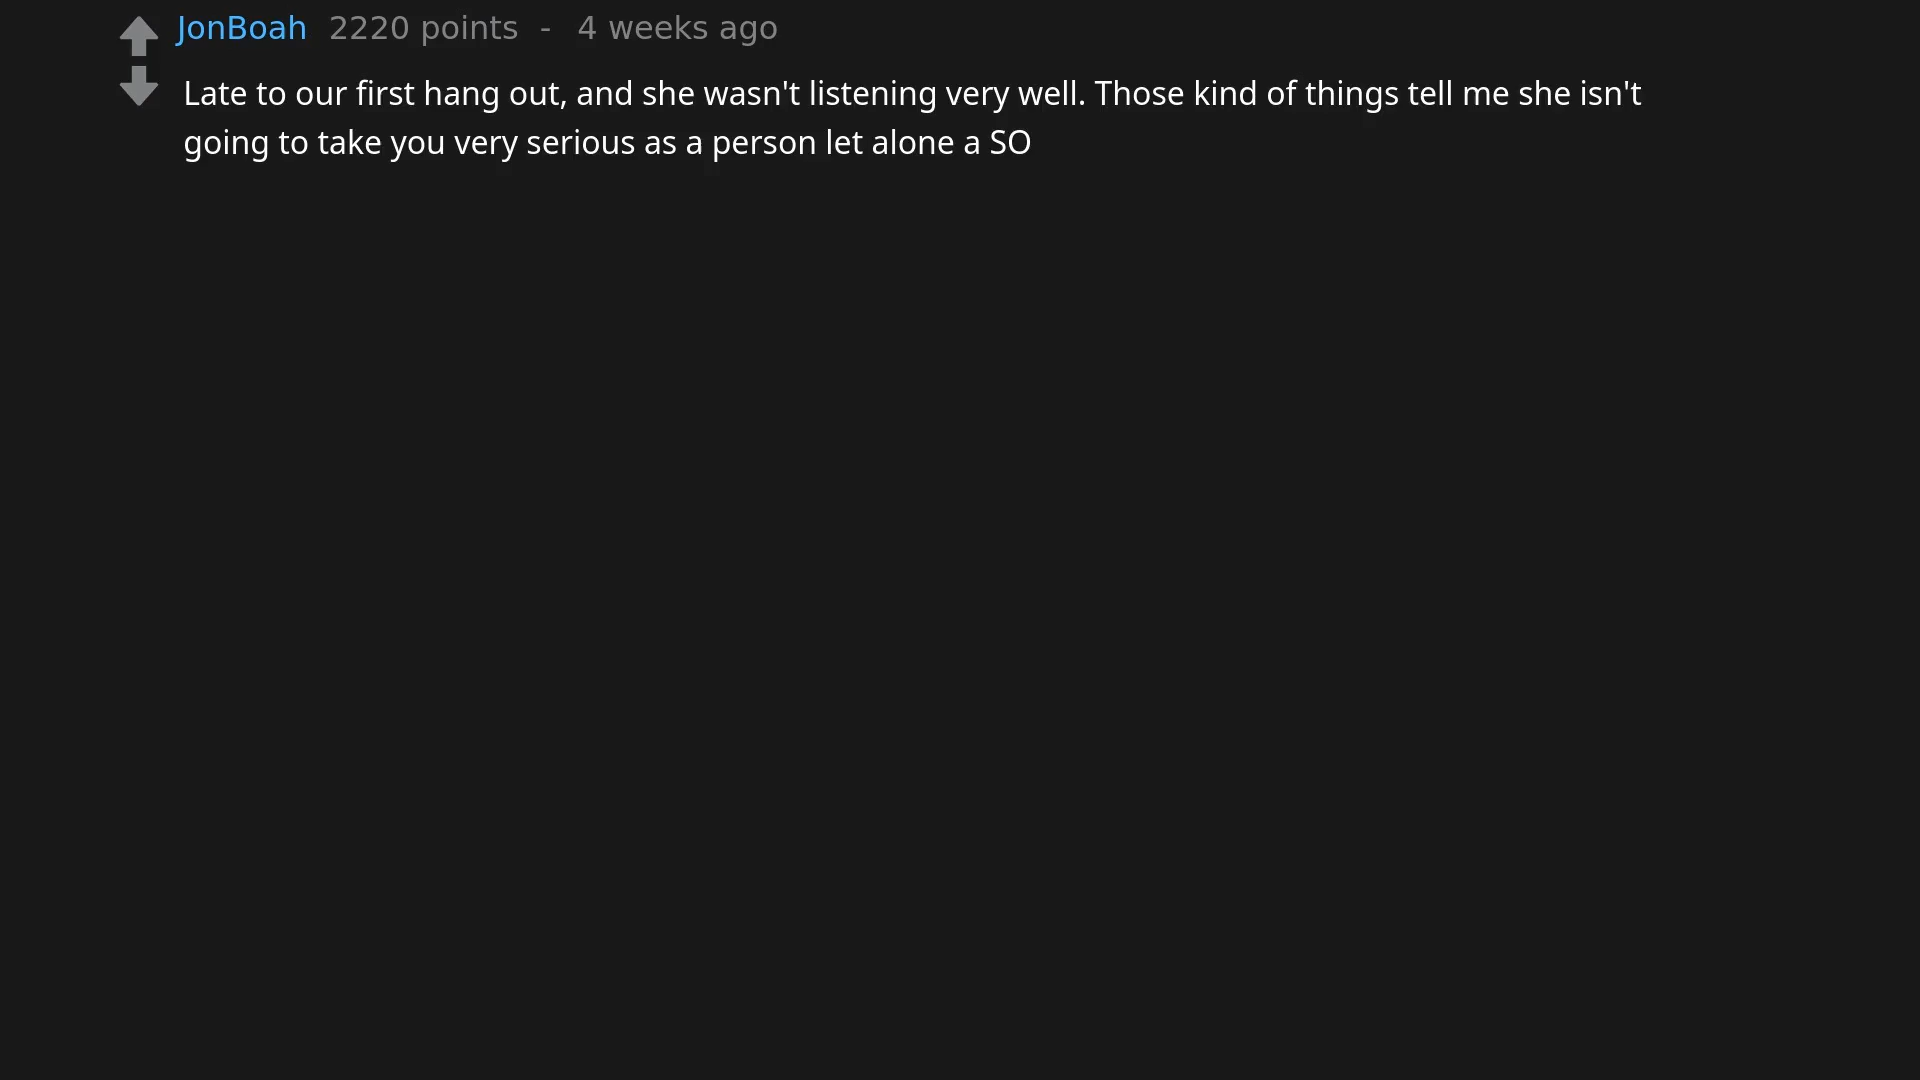 JonBoah 2220 points - 4 weeks ago
Late to our first hang out, and she wasn't listening very well. Those kind of things tell me she isn't
going to take you very serious as a person let alone a SO